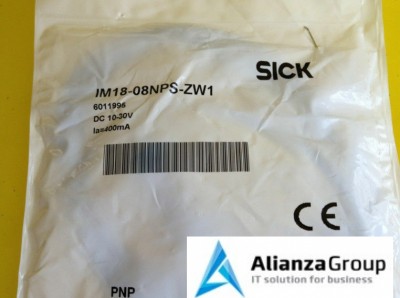 SICK
IM18-08NPS-ZW1
6011996
DC 10-30V
Ia=400mA
CE
PNP
AlianzaGroup
IT solution for business